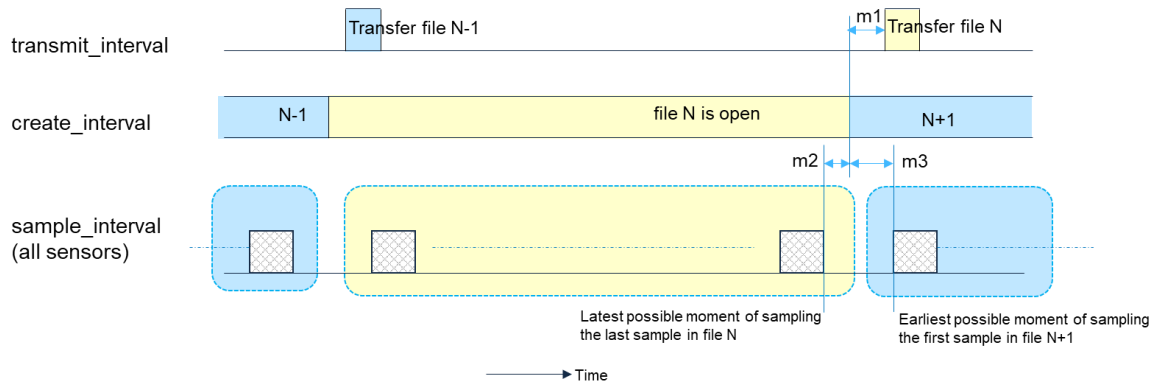 transmit_interval
Transfer file N-1
m1
Transfer file N
create_interval
N-1
file N is open
N+1
m2
m3
sample_interval
(all sensors)
Latest possible moment of sampling
the last sample in file N
Earliest possible moment of sampling
the first sample in file N+1
Time